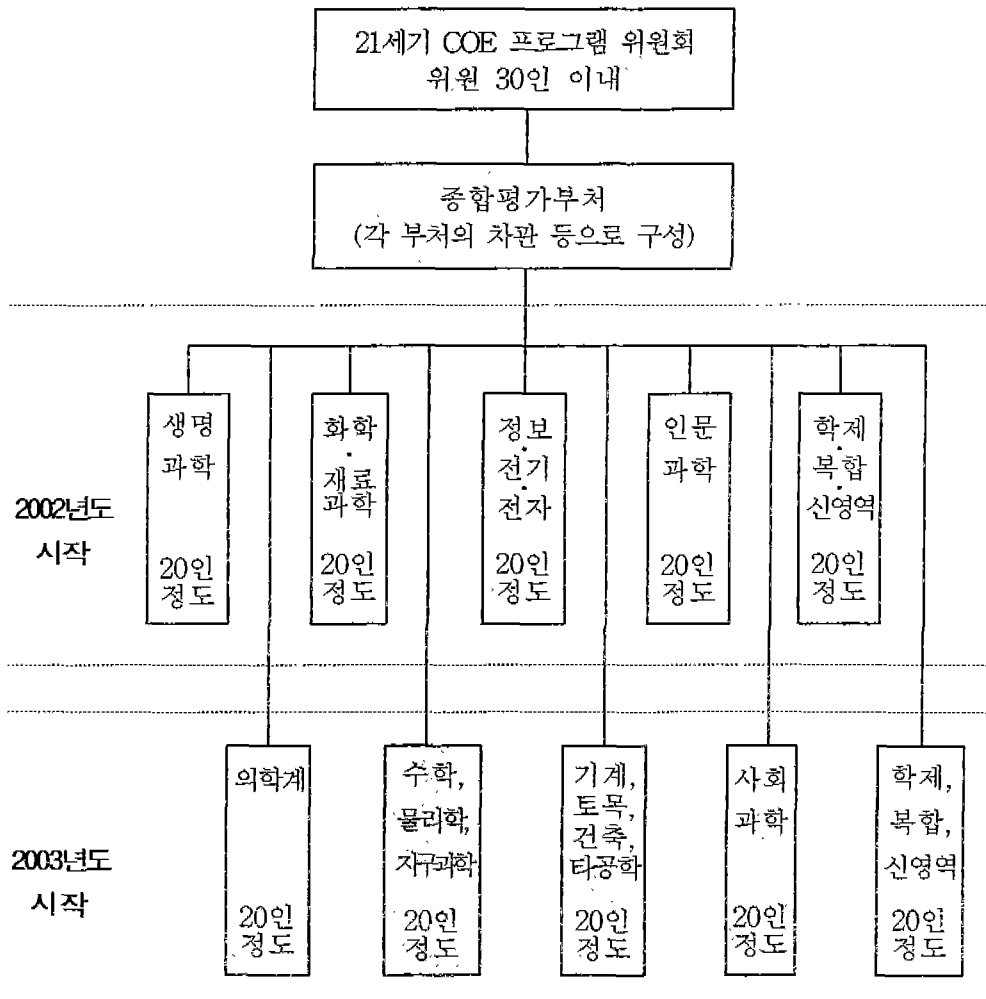 21세기 COE 프로그램 위원회
위원 30인 이내
종합평가부처
(각 부처의 차관 등으로 구성)
2002년도
시작
생명
과학
20인
정도
화학
·
재료
과학
20인
정도
정보
·
전기
·
전자
20인
정도
인문
과학
20인
정도
학제
·
복합
·
신영역
20인
정도
2003년도
시작
의학계
20인
정도
수학,
물리학,
지구과학
20인
정도
기계,
토목,
건축,
타공학
20인
정도
사회
과학
20인
정도
학제,
복합,
신영역
20인
정도